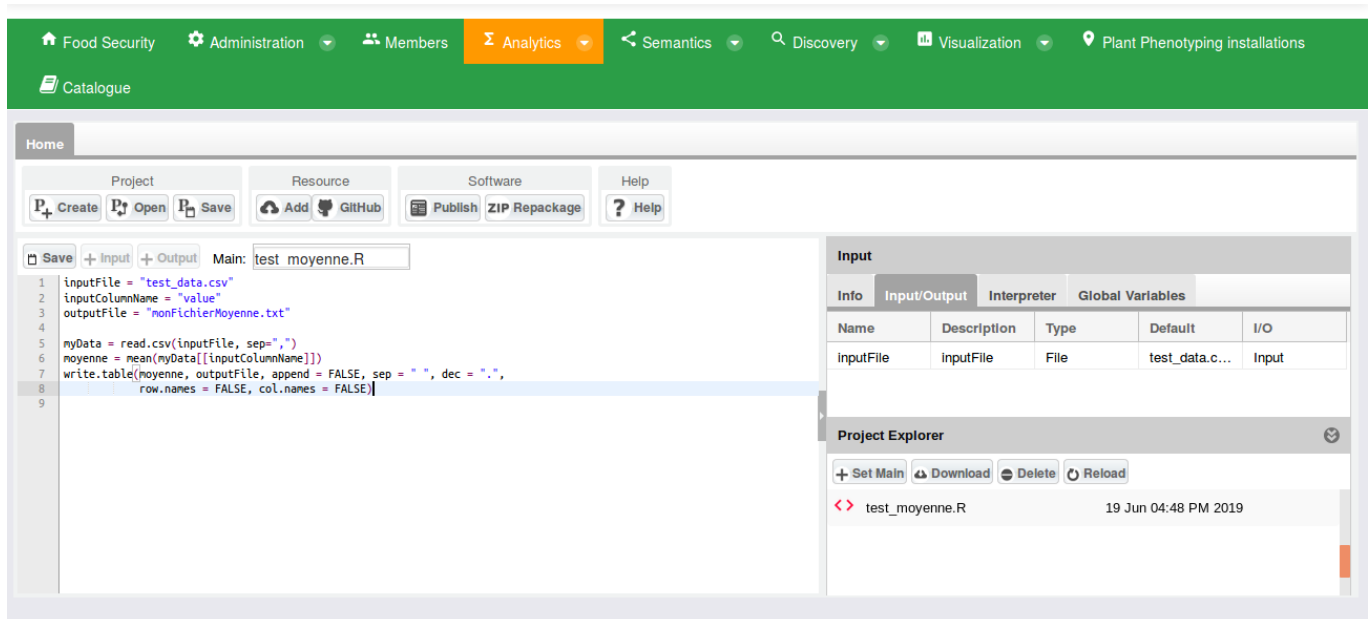 Food Security Administration Members Σ Analytics Semantics Discovery Visualization Plant Phenotyping installations
Catalogue
Home
Project Resource Software Help
P+ Create P Open P Save Add GitHub Publish ZIP Repackage ? Help
Save + Input + Output Main: test_moyenne.R
1 inputFile = "test_data.csv"
2 inputColumnName = "value"
3 outputFile = "monFichierMoyenne.txt"
4
5 myData = read.csv(inputFile, sep=",")
6 moyenne = mean(myData[[inputColumnName]])
7 write.table(moyenne, outputFile, append = FALSE, sep = " ", dec = ".",
8 row.names = FALSE, col.names = FALSE)
9
Input
Info Input/Output Interpreter Global Variables
Name Description Type Default I/O
inputFile inputFile File test_data.c... Input
Project Explorer
+ Set Main Download Delete Reload
<> test_moyenne.R 19 Jun 04:48 PM 2019